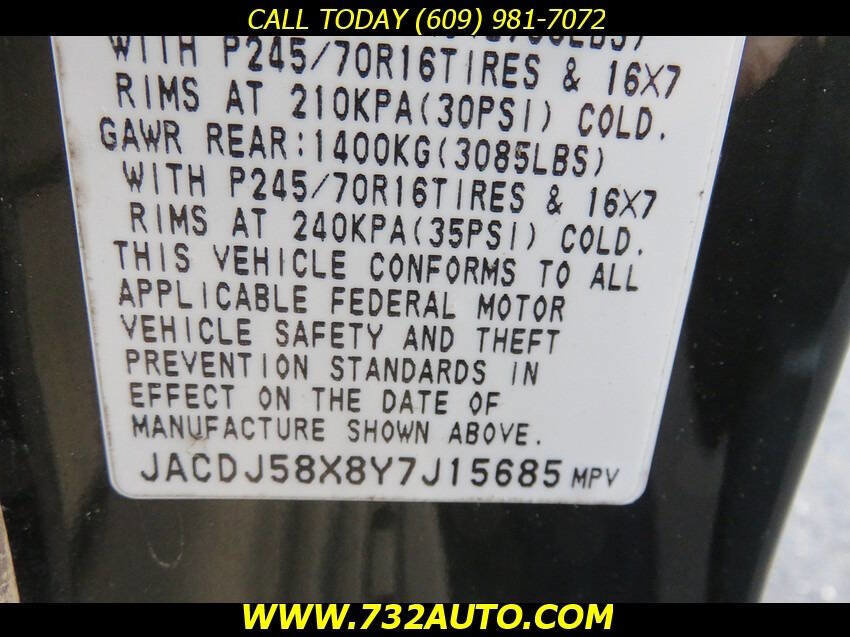 CALL TODAY (609) 981-7072
WITH P245/70R16TIRES & 16X7
RIMS AT 210KPA(30PSI) COLD.
GAWR REAR:1400KG(3085LBS)
WITH P245/70R16TIRES & 16X7
RIMS AT 240KPA(35PSI) COLD.
THIS VEHICLE CONFORMS TO ALL
APPLICABLE FEDERAL MOTOR
VEHICLE SAFETY AND THEFT
PREVENTION STANDARDS IN
EFFECT ON THE DATE OF
MANUFACTURE SHOWN ABOVE.
JACDJ58X8Y7J15685 MPV
WWW.732AUTO.COM